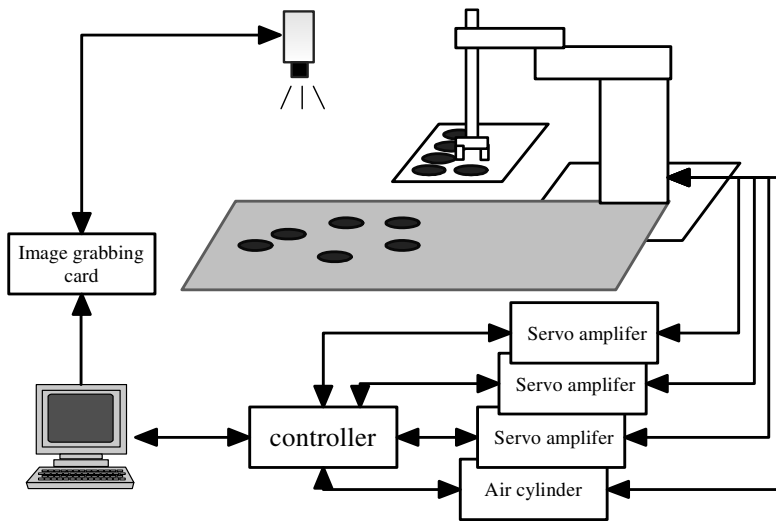 Image grabbing
card
Servo amplifer
Servo amplifer
controller
Servo amplifer
Air cylinder